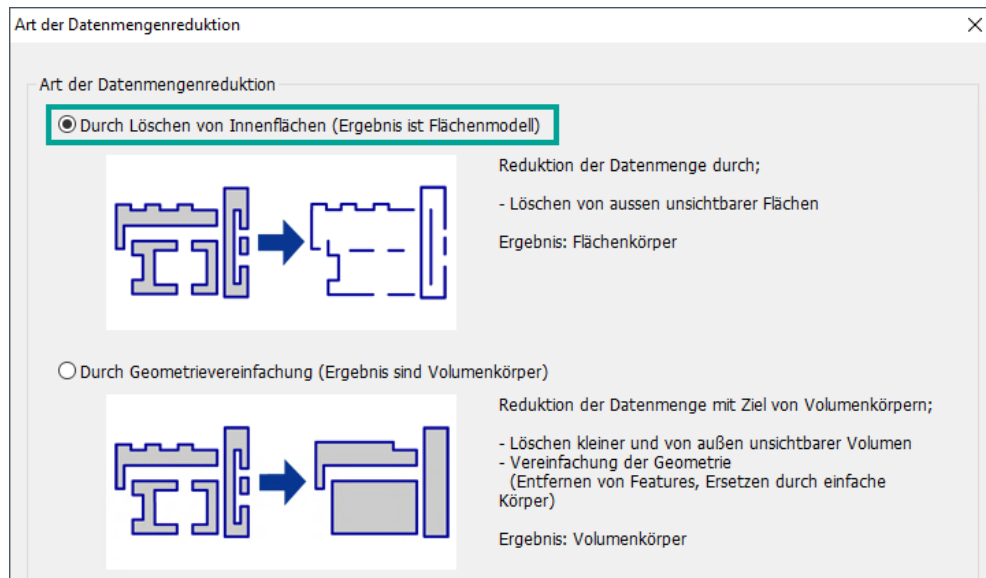 Art der Datenmengenreduktion
Art der Datenmengenreduktion
Durch Löschen von Innenflächen (Ergebnis ist Flächenmodell)
Reduktion der Datenmenge durch;
- Löschen von aussen unsichtbarer Flächen
Ergebnis: Flächenkörper
Durch Geometrievereinfachung (Ergebnis sind Volumenkörper)
Reduktion der Datenmenge mit Ziel von Volumenkörpern;
- Löschen kleiner und von außen unsichtbarer Volumen
- Vereinfachung der Geometrie
(Entfernen von Features, Ersetzen durch einfache
Körper)
Ergebnis: Volumenkörper